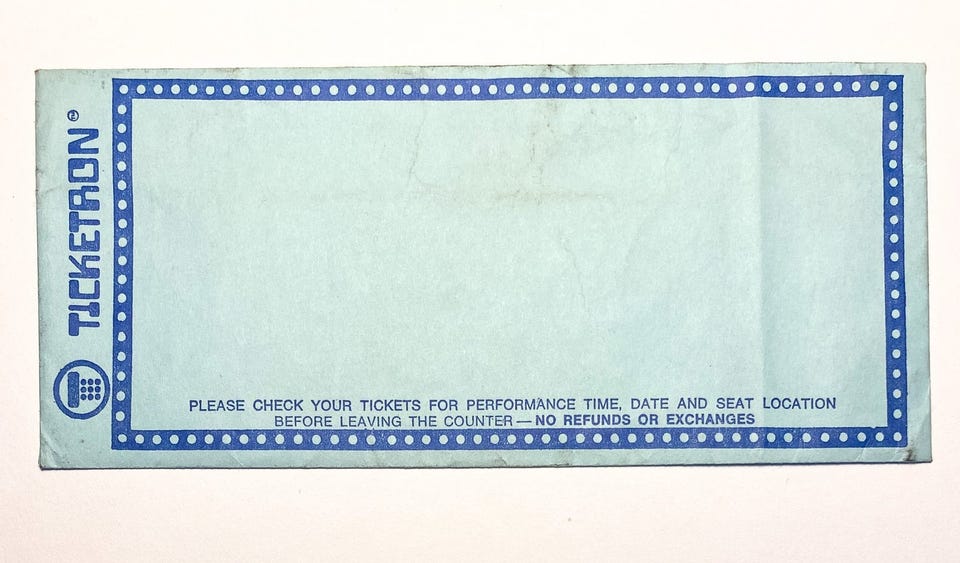 TICKETRON
PLEASE CHECK YOUR TICKETS FOR PERFORMANCE TIME, DATE AND SEAT LOCATION
BEFORE LEAVING THE COUNTER — NO REFUNDS OR EXCHANGES